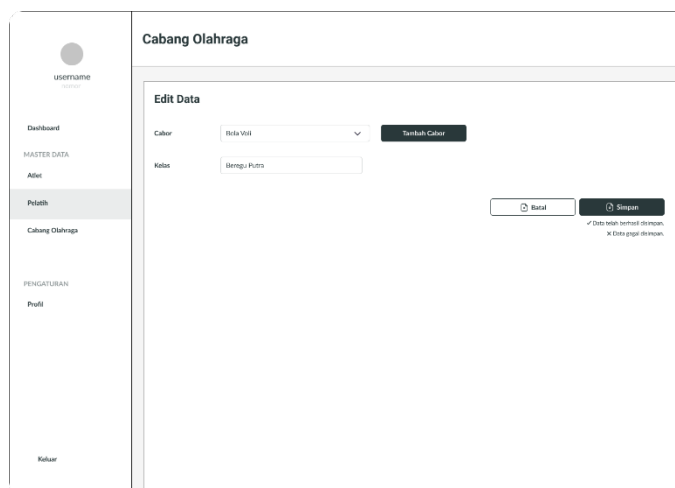 username
Cabang Olahraga
Edit Data
Dashboard
Cabor
Bola Voli
Tambah Cabor
MASTER DATA
Kelas
Beregu Putra
Atlet
Pelatih
Batal
Simpan
✓ Data telah berhasil disimpan.
✕ Data gagal disimpan.
Cabang Olahraga
PENGATURAN
Profil
Keluar